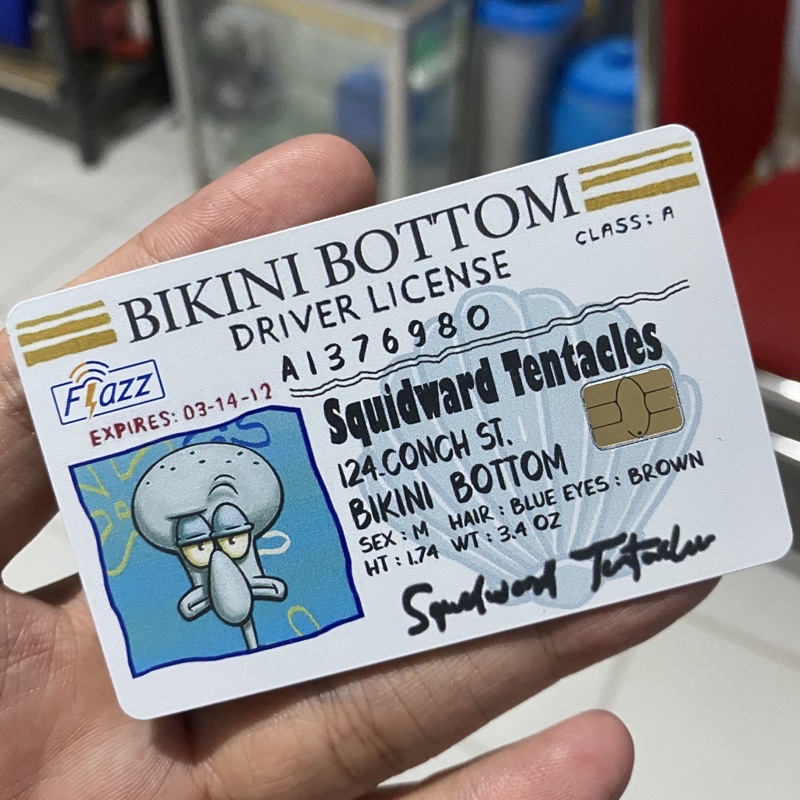 BIKINI BOTTOM
CLASS: A
DRIVER LICENSE
A1376980
Flazz
EXPIRES: 03-14-12
Squidward Tentacles
124.CONCH ST.
BIKINI BOTTOM
SEX : M HAIR : BLUE EYES : BROWN
HT : 1.74 WT : 3.4 OZ
Squidward Tentacles